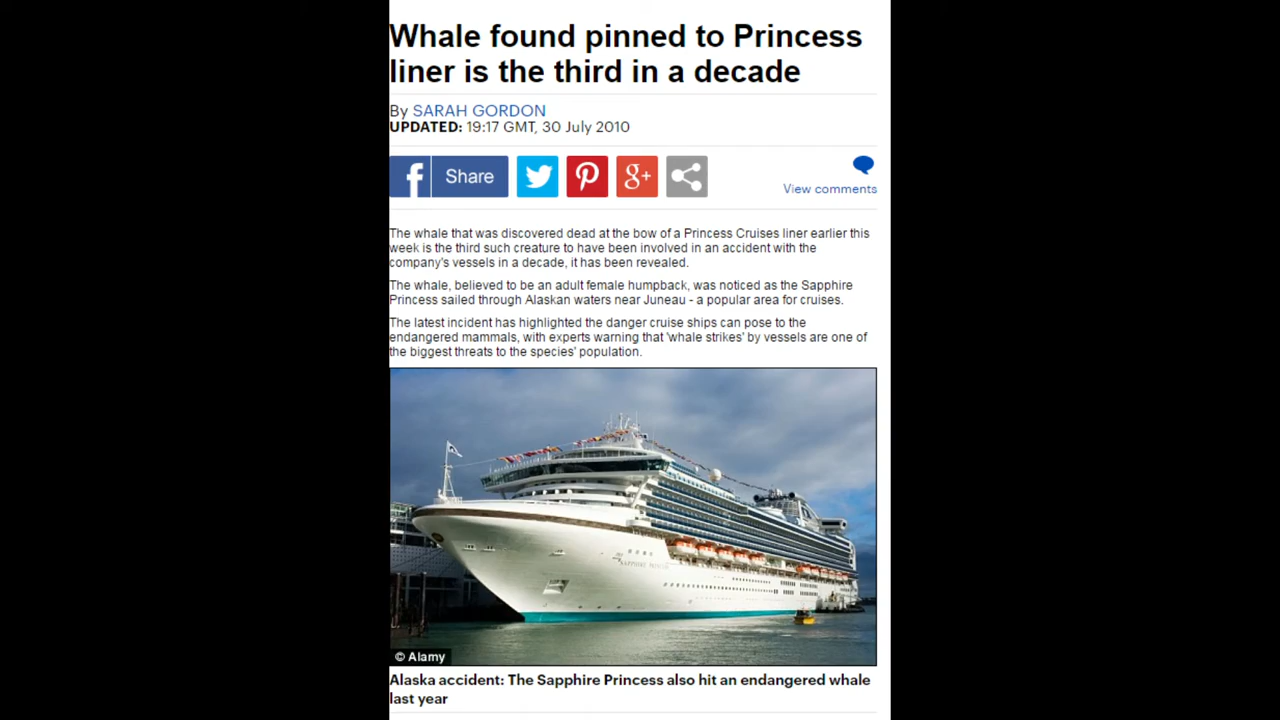 Whale found pinned to Princess
liner is the third in a decade
By SARAH GORDON
UPDATED: 19:17 GMT, 30 July 2010
f Share g+
View comments
The whale that was discovered dead at the bow of a Princess Cruises liner earlier this
week is the third such creature to have been involved in an accident with the
company's vessels in a decade, it has been revealed.
The whale, believed to be an adult female humpback, was noticed as the Sapphire
Princess sailed through Alaskan waters near Juneau - a popular area for cruises.
The latest incident has highlighted the danger cruise ships can pose to the
endangered mammals, with experts warning that 'whale strikes' by vessels are one of
the biggest threats to the species' population.
SAPPHIRE PRINCESS
© Alamy
Alaska accident: The Sapphire Princess also hit an endangered whale
last year